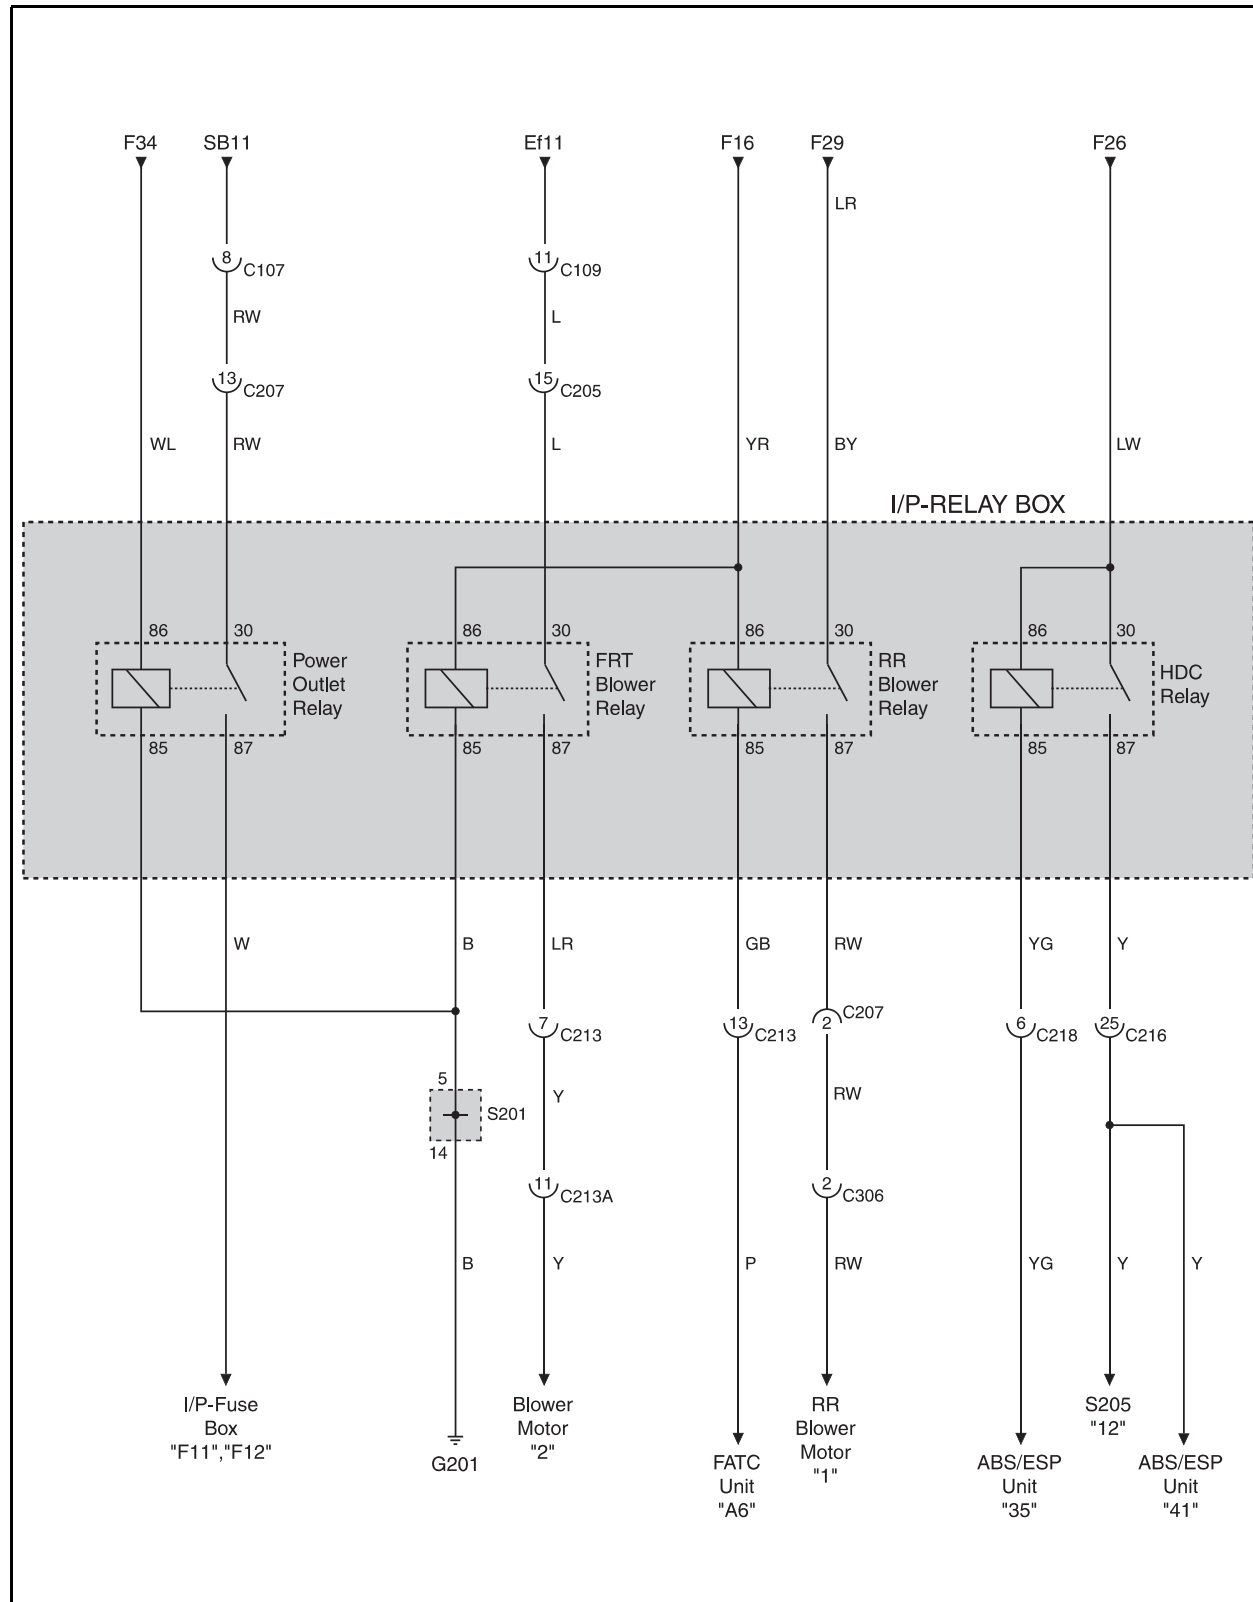 F34 SB11 Ef11 F16 F29 F26
LR
8 C107 11 C109
RW L
13 C207 15 C205
WL RW L YR BY LW
I/P-RELAY BOX
86 30 86 30 86 30 86 30
Power
Outlet
Relay
FRT
Blower
Relay
RR
Blower
Relay
HDC
Relay
85 87 85 87 85 87 85 87
W B LR GB RW YG Y
7 C213 13 C213 2 C207 6 C218 25 C216
5
S201
14
Y RW
11 C213A 2 C306
B Y P RW YG Y Y
I/P-Fuse
Box
"F11","F12"
G201
Blower
Motor
"2"
FATC
Unit
"A6"
RR
Blower
Motor
"1"
ABS/ESP
Unit
"35"
S205
"12"
ABS/ESP
Unit
"41"